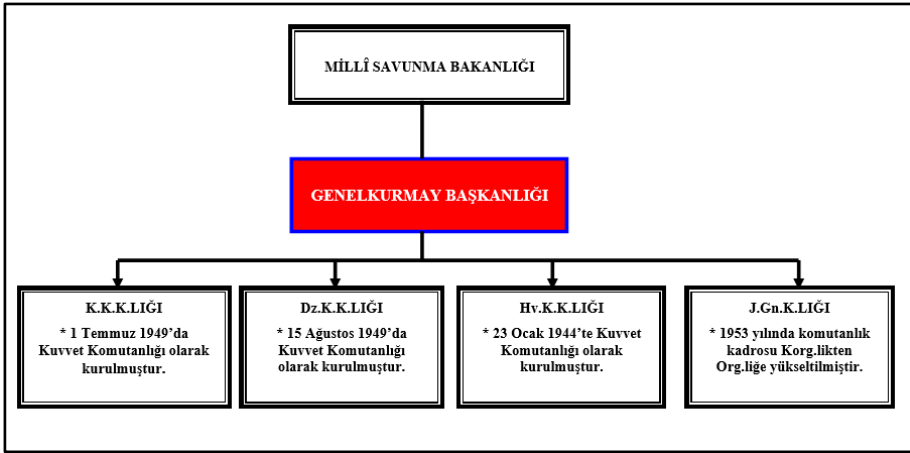 MİLLÎ SAVUNMA BAKANLIĞI
GENELKURMAY BAŞKANLIĞI
K.K.K.LIĞI
* 1 Temmuz 1949’da
Kuvvet Komutanlığı olarak
kurulmuştur.
Dz.K.K.LIĞI
* 15 Ağustos 1949’da
Kuvvet Komutanlığı
olarak kurulmuştur.
Hv.K.K.LIĞI
* 23 Ocak 1944’te Kuvvet
Komutanlığı olarak
kurulmuştur.
J.Gn.K.LIĞI
* 1953 yılında komutanlık
kadrosu Korg.likten
Org.liğe yükseltilmiştir.